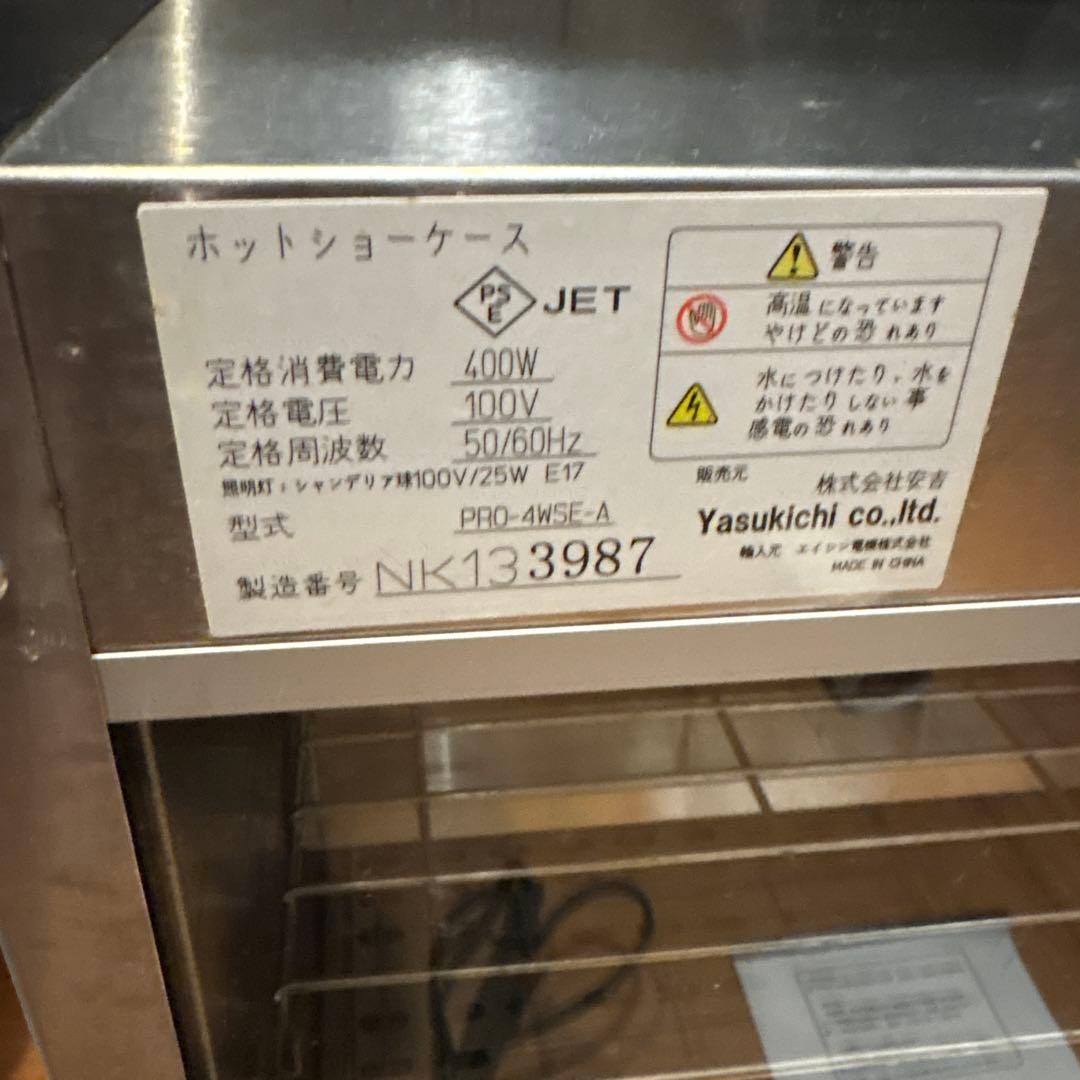 ホットショーケース
PSE JET
定格消費電力 400W
定格電圧 100V
定格周波数 50/60Hz
照明灯：シャンデリア球100V/25W E17
型式 PRO-4WSE-A
製造番号 NK133987
警告
高温になっています
やけどの恐れあり
水につけたり、水を
かけたりしない事
感電の恐れあり
販売元 株式会社安吉
Yasukichi co.,ltd.
輸入元 エイシン電機株式会社
MADE IN CHINA